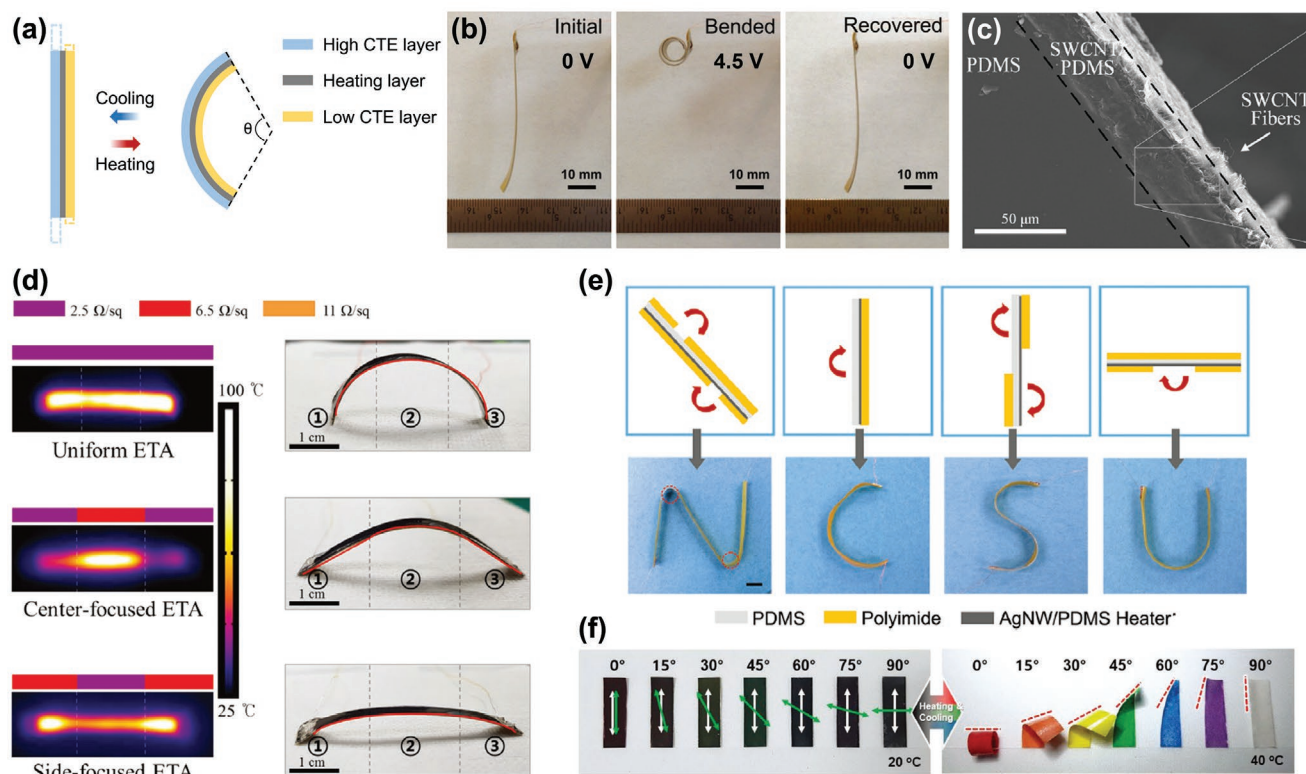 (a)
High CTE layer
Heating layer
Low CTE layer
Cooling
Heating
θ
(b)
Initial
0 V
10 mm
Bended
4.5 V
10 mm
Recovered
0 V
10 mm
(c)
PDMS
SWCNT/
PDMS
SWCNT
Fibers
50 μm
(d)
2.5 Ω/sq
6.5 Ω/sq
11 Ω/sq
100 ℃
25 ℃
Uniform ETA
① ② ③
1 cm
Center-focused ETA
① ② ③
1 cm
Side-focused ETA
① ② ③
1 cm
(e)
PDMS
Polyimide
AgNW/PDMS Heater
(f)
0° 15° 30° 45° 60° 75° 90°
20 °C
Heating &
Cooling
0° 15° 30° 45° 60° 75° 90°
40 °C